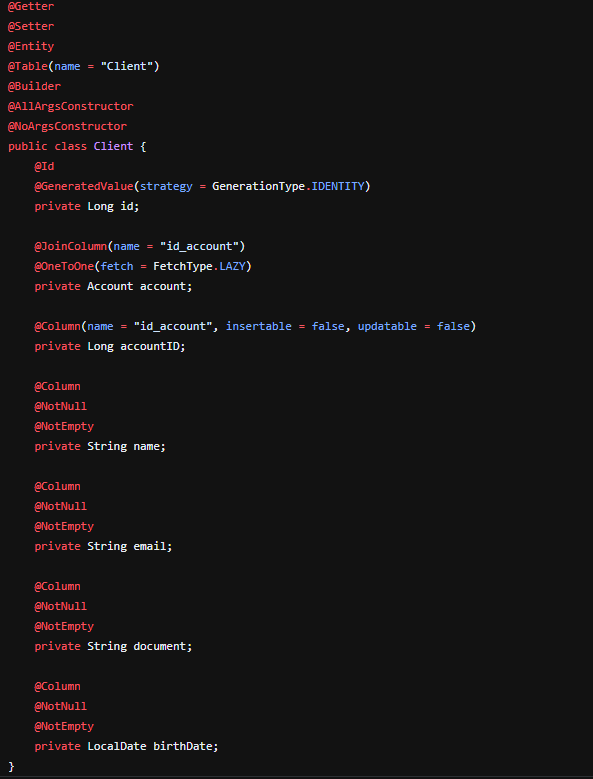 @Getter
@Setter
@Entity
@Table(name = "Client")
@Builder
@AllArgsConstructor
@NoArgsConstructor
public class Client {
    @Id
    @GeneratedValue(strategy = GenerationType.IDENTITY)
    private Long id;

    @JoinColumn(name = "id_account")
    @OneToOne(fetch = FetchType.LAZY)
    private Account account;

    @Column(name = "id_account", insertable = false, updatable = false)
    private Long accountID;

    @Column
    @NotNull
    @NotEmpty
    private String name;

    @Column
    @NotNull
    @NotEmpty
    private String email;

    @Column
    @NotNull
    @NotEmpty
    private String document;

    @Column
    @NotNull
    @NotEmpty
    private LocalDate birthDate;
}